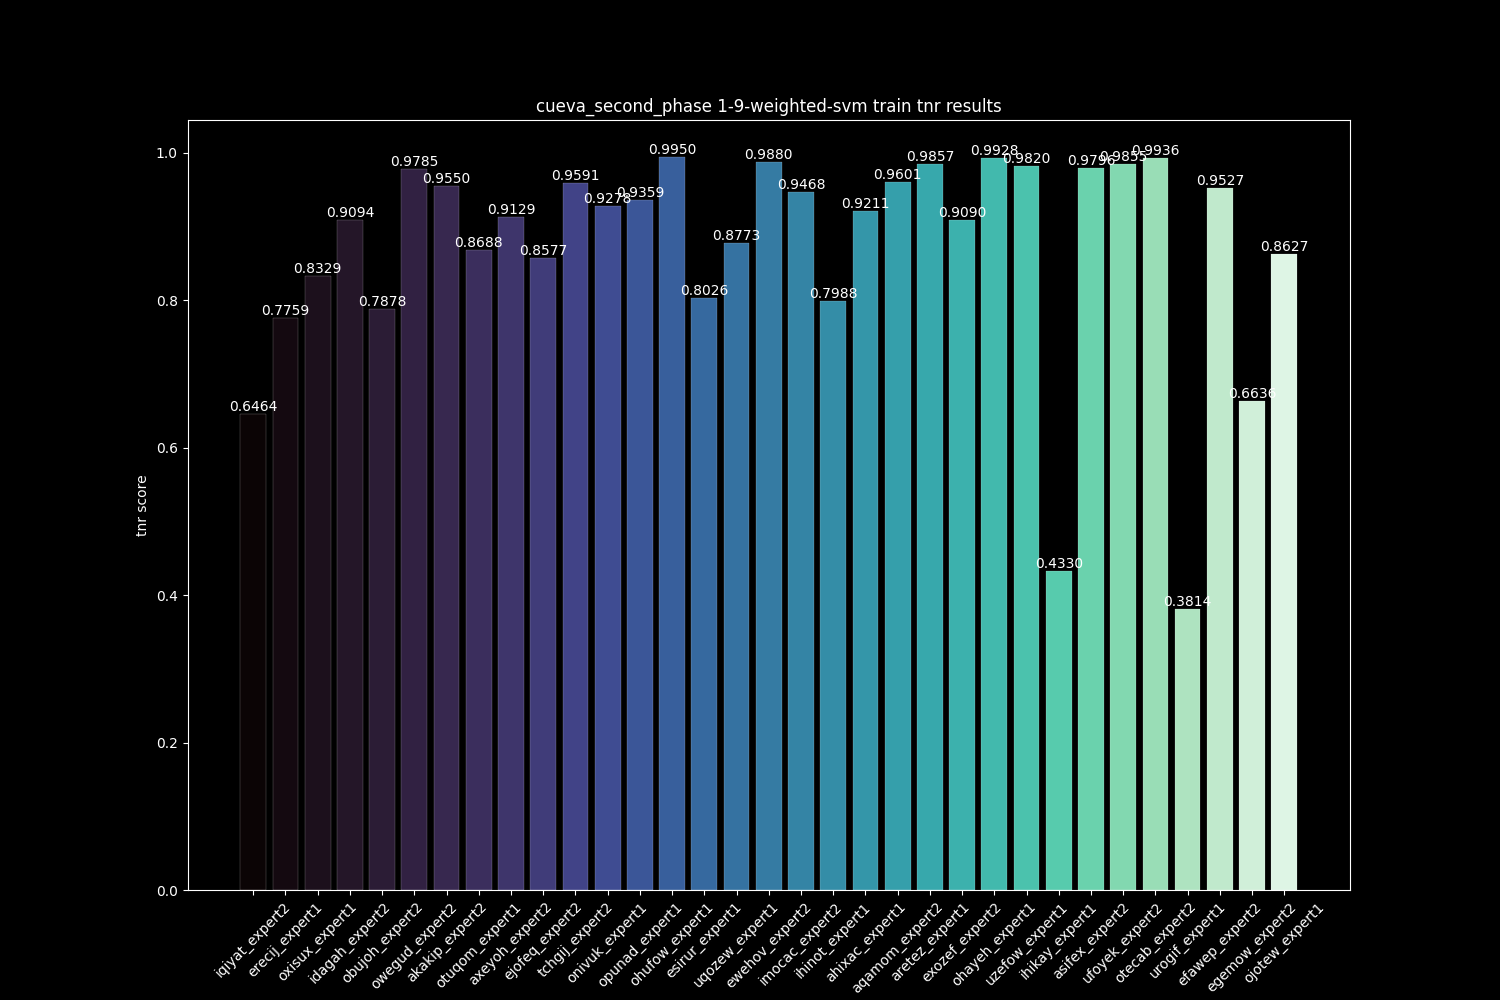 cueva_second_phase 1-9-weighted-svm train tnr results
tnr score
1.0
0.8
0.6
0.4
0.2
0.0
0.6464
0.7759
0.8329
0.9094
0.7878
0.9785
0.9550
0.8688
0.9129
0.8577
0.9591
0.9278
0.9359
0.9950
0.8026
0.8773
0.9880
0.9468
0.7988
0.9211
0.9601
0.9857
0.9090
0.9928
0.9820
0.4330
0.9796
0.9855
0.9936
0.3814
0.9527
0.6636
0.8627
iqjyat_expert2
erecij_expert1
oxisux_expert1
idagah_expert2
obujoh_expert2
owegud_expert2
akakip_expert2
otuqom_expert1
axeyoh_expert2
ejofeq_expert2
tchgjj_expert2
onivuk_expert1
opunad_expert1
ohufow_expert1
esirur_expert1
uqozew_expert1
ewehov_expert2
imocac_expert2
ihinot_expert1
ahixac_expert1
aqamom_expert2
aretez_expert1
exozef_expert2
ohayeh_expert1
uzefow_expert1
ihikay_expert1
asifex_expert2
ufoyek_expert2
otecab_expert2
urogif_expert1
efawep_expert2
egemow_expert2
ojotew_expert1